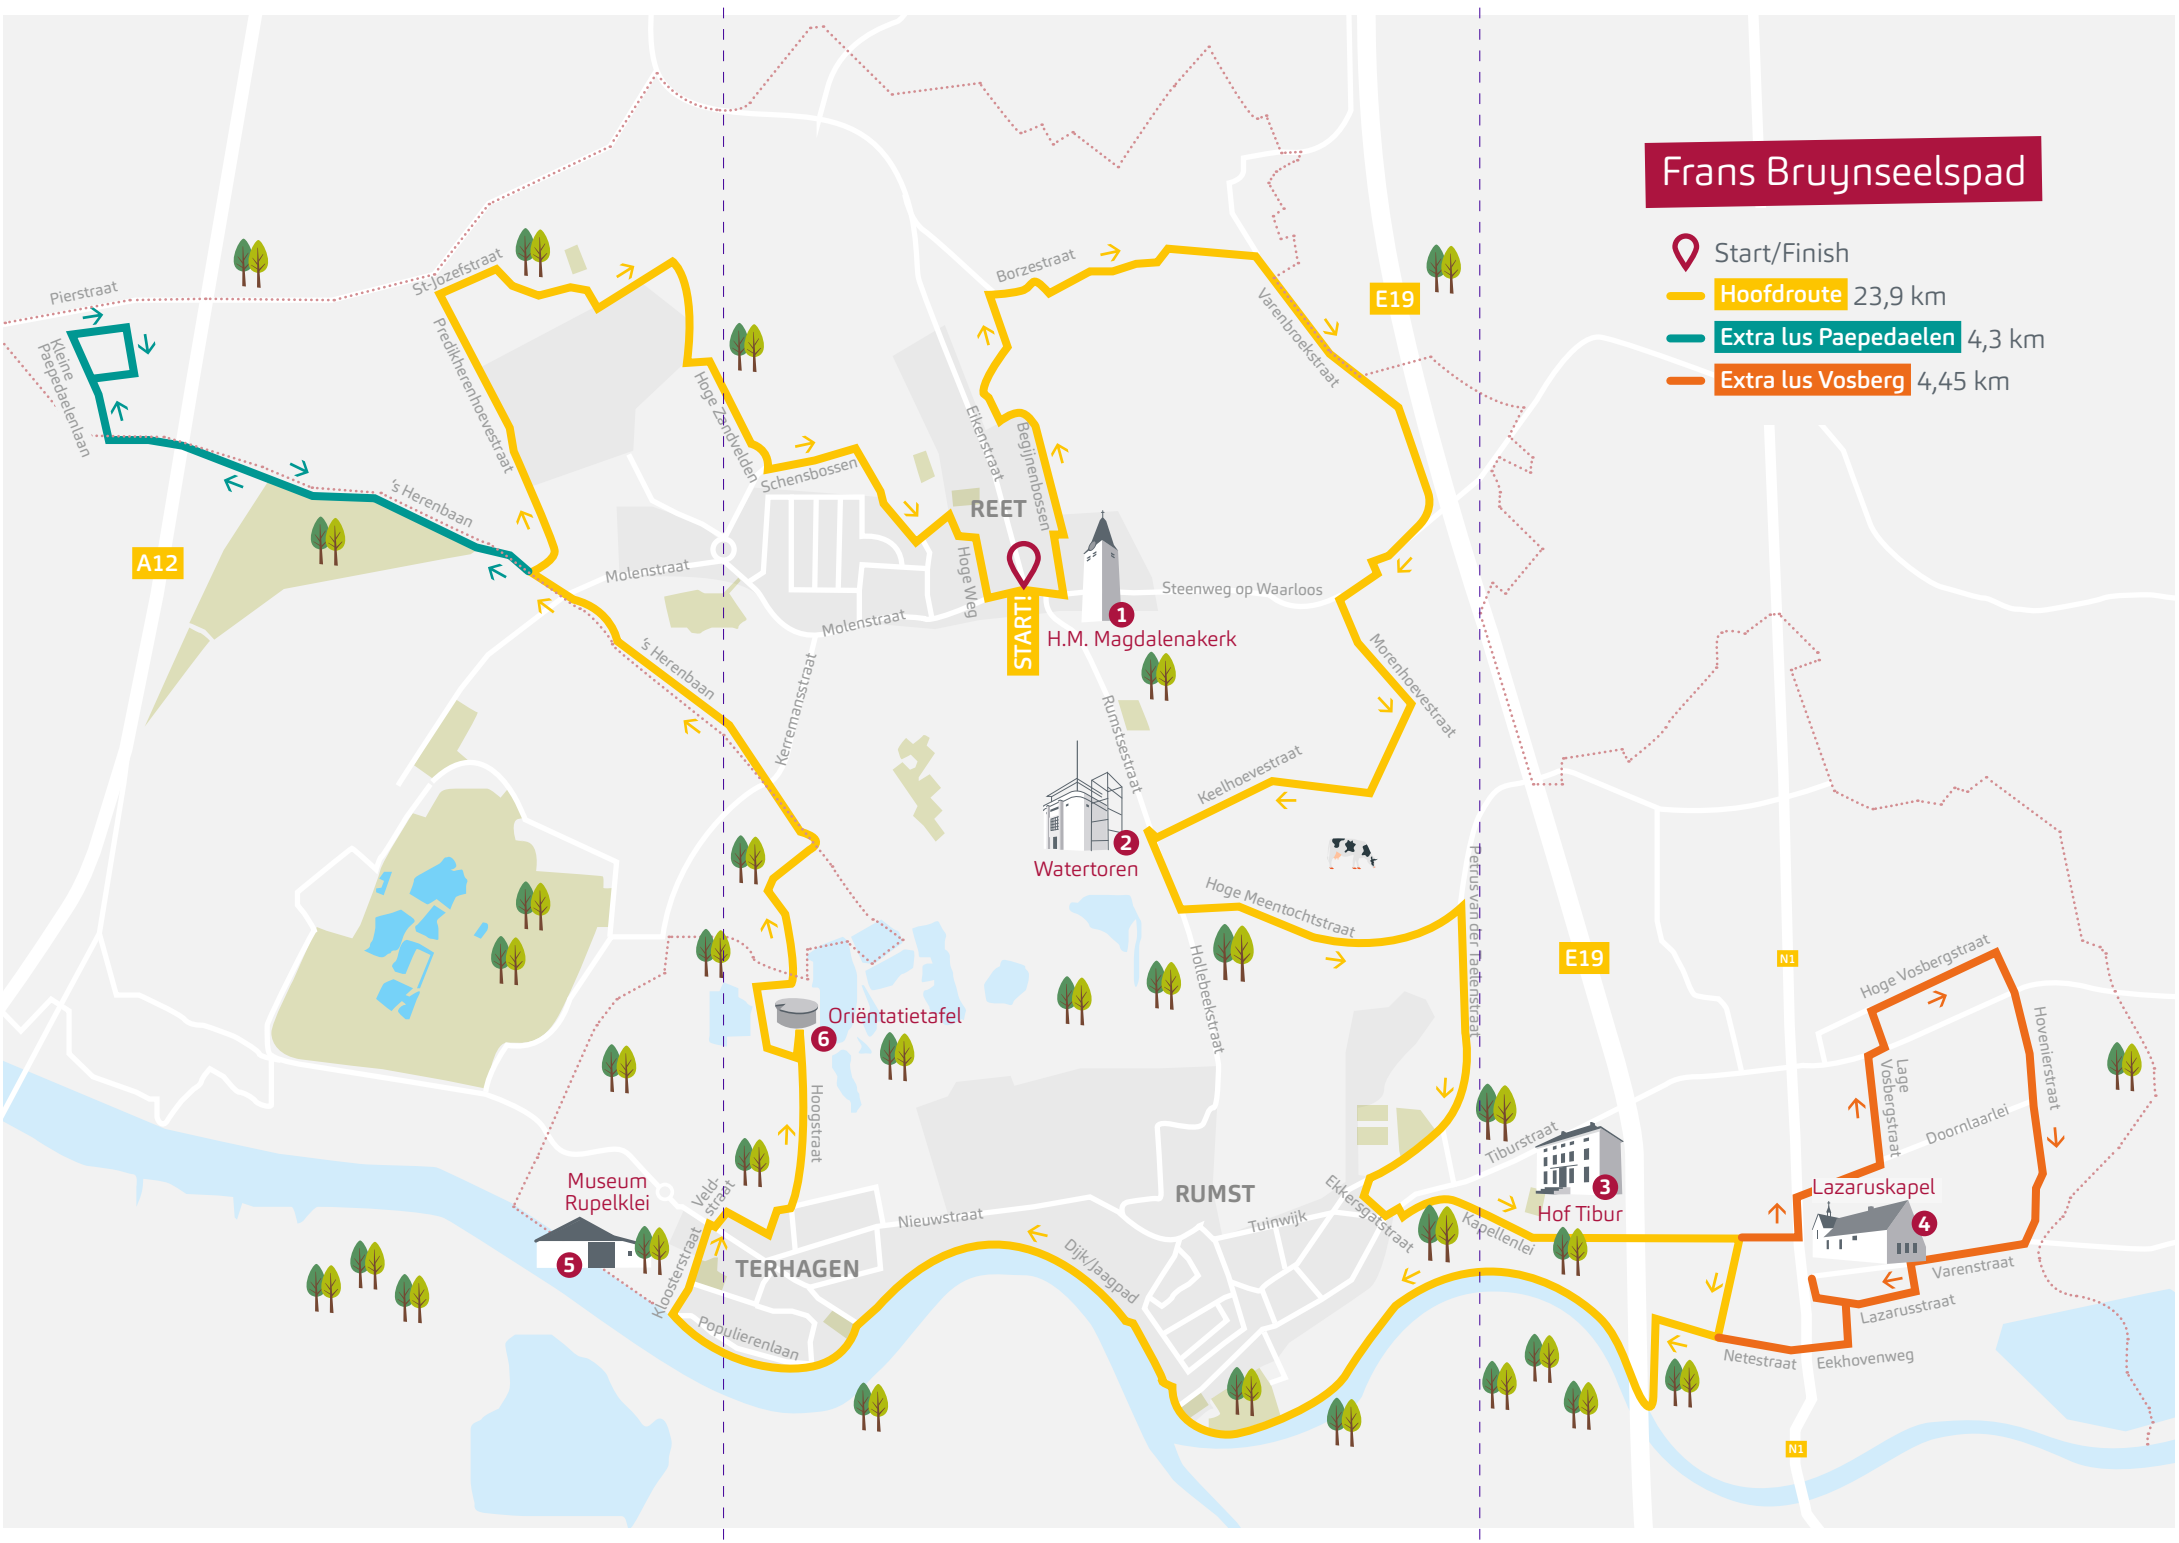 Frans Bruynseelspad
Start/Finish
Hoofdroute 23,9 km
Extra lus Paepedaelen 4,3 km
Extra lus Vosberg 4,45 km
Pierstraat
St-Jozefstraat
Borzestraat
E19
Kleine
Paepedaelenlaan
Predikherenhoevestraat
Varenbroekstraat
Hoge Zandvelden
Schensbossen
Eikenstraat
Begijnenbossen
's Herenbaan
REET
A12
Molenstraat
Hoge Weg
Steenweg op Waarloos
START!
1
H.M. Magdalenakerk
Molenstraat
's Herenbaan
Kerremansstraat
Morenhoevestraat
Rumstsestraat
Keelhoevestraat
2
Watertoren
Petrus van der Taelenstraat
Hoge Meentochtstraat
Hollebeekstraat
E19
N1
Hoge Vosbergstraat
Oriëntatietafel
6
Hovenierstraat
Lage
Vosbergstraat
Doornlaarlei
Hoogstraat
Tiburstraat
Museum
Rupelklei
5
Veld-
straat
RUMST
Ekkersgatstraat
3
Hof Tibur
Lazaruskapel
4
Nieuwstraat
Tuinwijk
Kapellenlei
Kloosterstraat
TERHAGEN
Dijk/Jaagpad
Varenstraat
Lazarusstraat
Populierenlaan
Netestraat
Eekhovenweg
N1